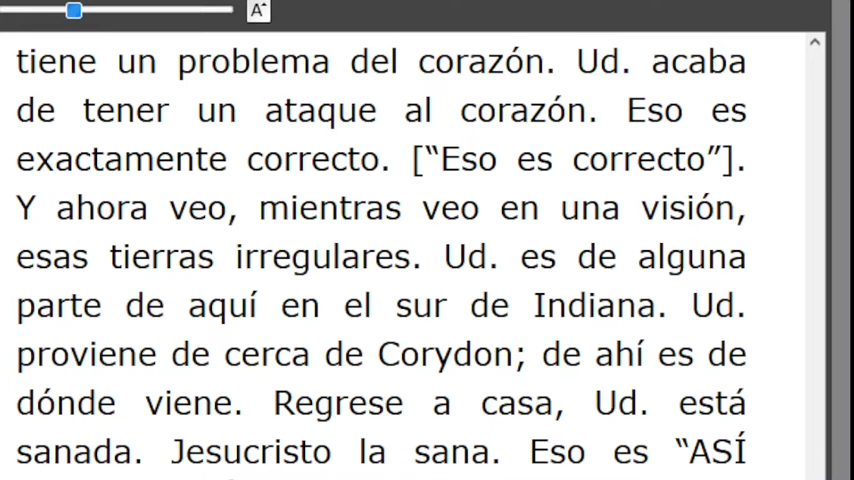 A
tiene un problema del corazón. Ud. acaba
de tener un ataque al corazón. Eso es
exactamente correcto. [“Eso es correcto”].
Y ahora veo, mientras veo en una visión,
esas tierras irregulares. Ud. es de alguna
parte de aquí en el sur de Indiana. Ud.
proviene de cerca de Corydon; de ahí es de
dónde viene. Regrese a casa, Ud. está
sanada. Jesucristo la sana. Eso es “ASÍ